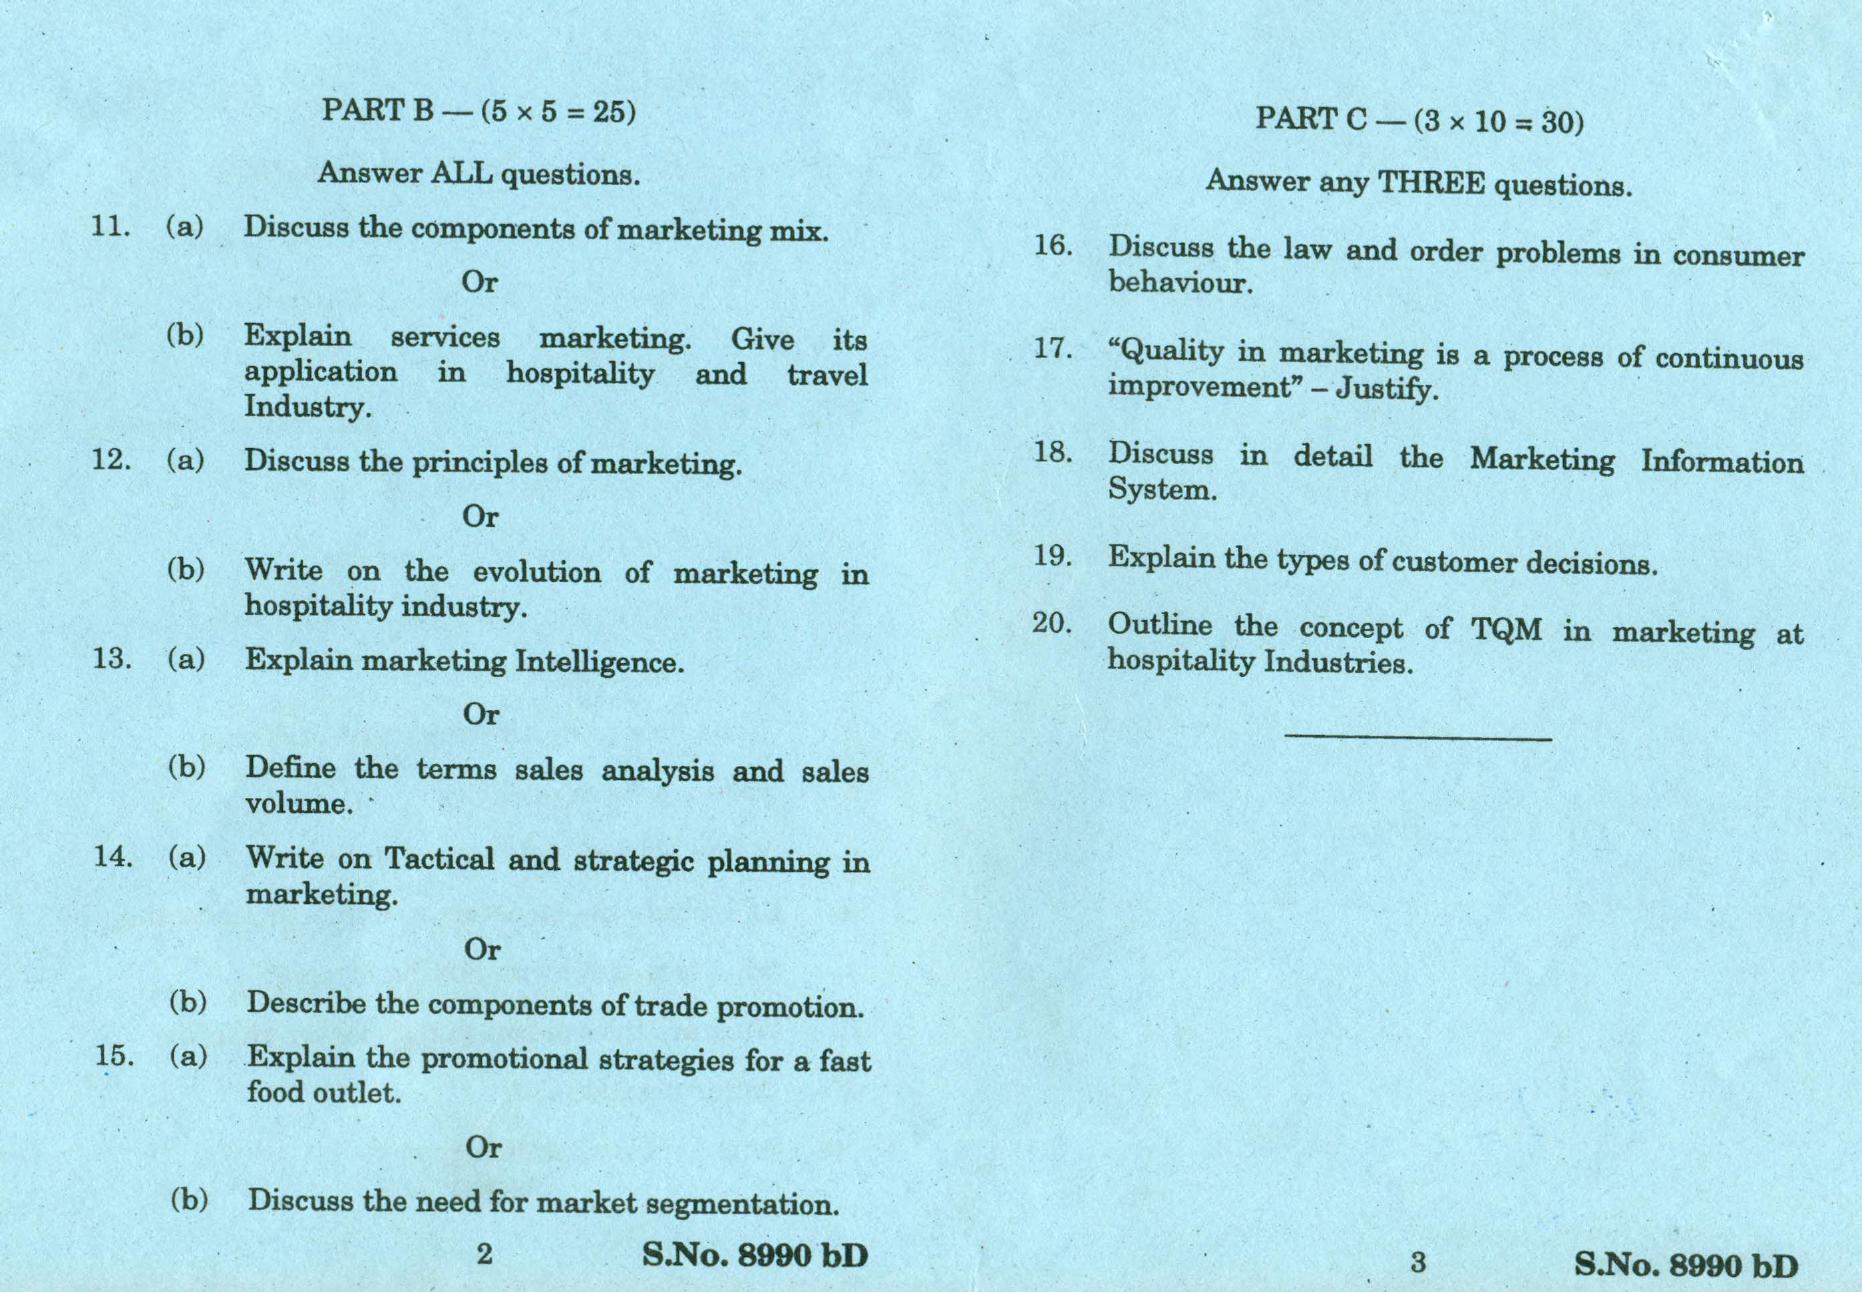 PART B — (5 × 5 = 25)
Answer ALL questions.
11. (a) Discuss the components of marketing mix.
Or
(b) Explain services marketing. Give its
application in hospitality and travel
Industry.
12. (a) Discuss the principles of marketing.
Or
(b) Write on the evolution of marketing in
hospitality industry.
13. (a) Explain marketing Intelligence.
Or
(b) Define the terms sales analysis and sales
volume.
14. (a) Write on Tactical and strategic planning in
marketing.
Or
(b) Describe the components of trade promotion.
15. (a) Explain the promotional strategies for a fast
food outlet.
Or
(b) Discuss the need for market segmentation.
2 S.No. 8990 bD
PART C — (3 × 10 = 30)
Answer any THREE questions.
16. Discuss the law and order problems in consumer
behaviour.
17. “Quality in marketing is a process of continuous
improvement” – Justify.
18. Discuss in detail the Marketing Information
System.
19. Explain the types of customer decisions.
20. Outline the concept of TQM in marketing at
hospitality Industries.
3 S.No. 8990 bD